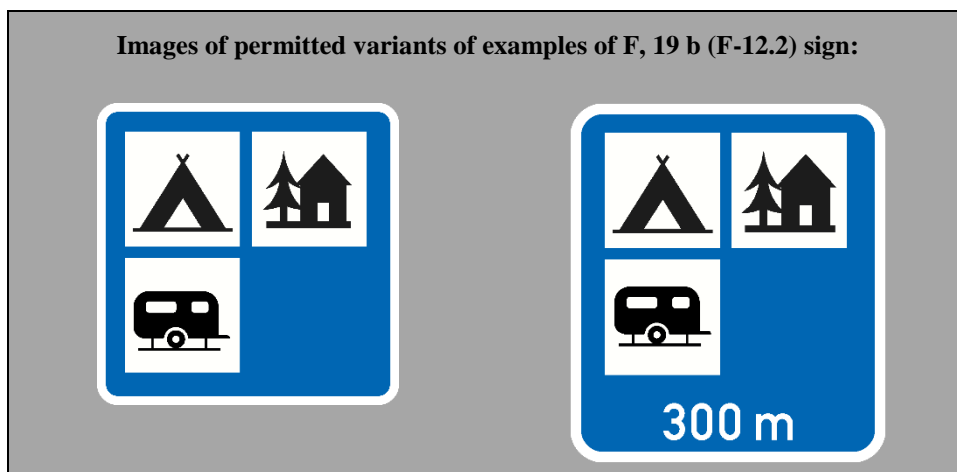 Images of permitted variants of examples of F, 19 b (F-12.2) sign:
300 m